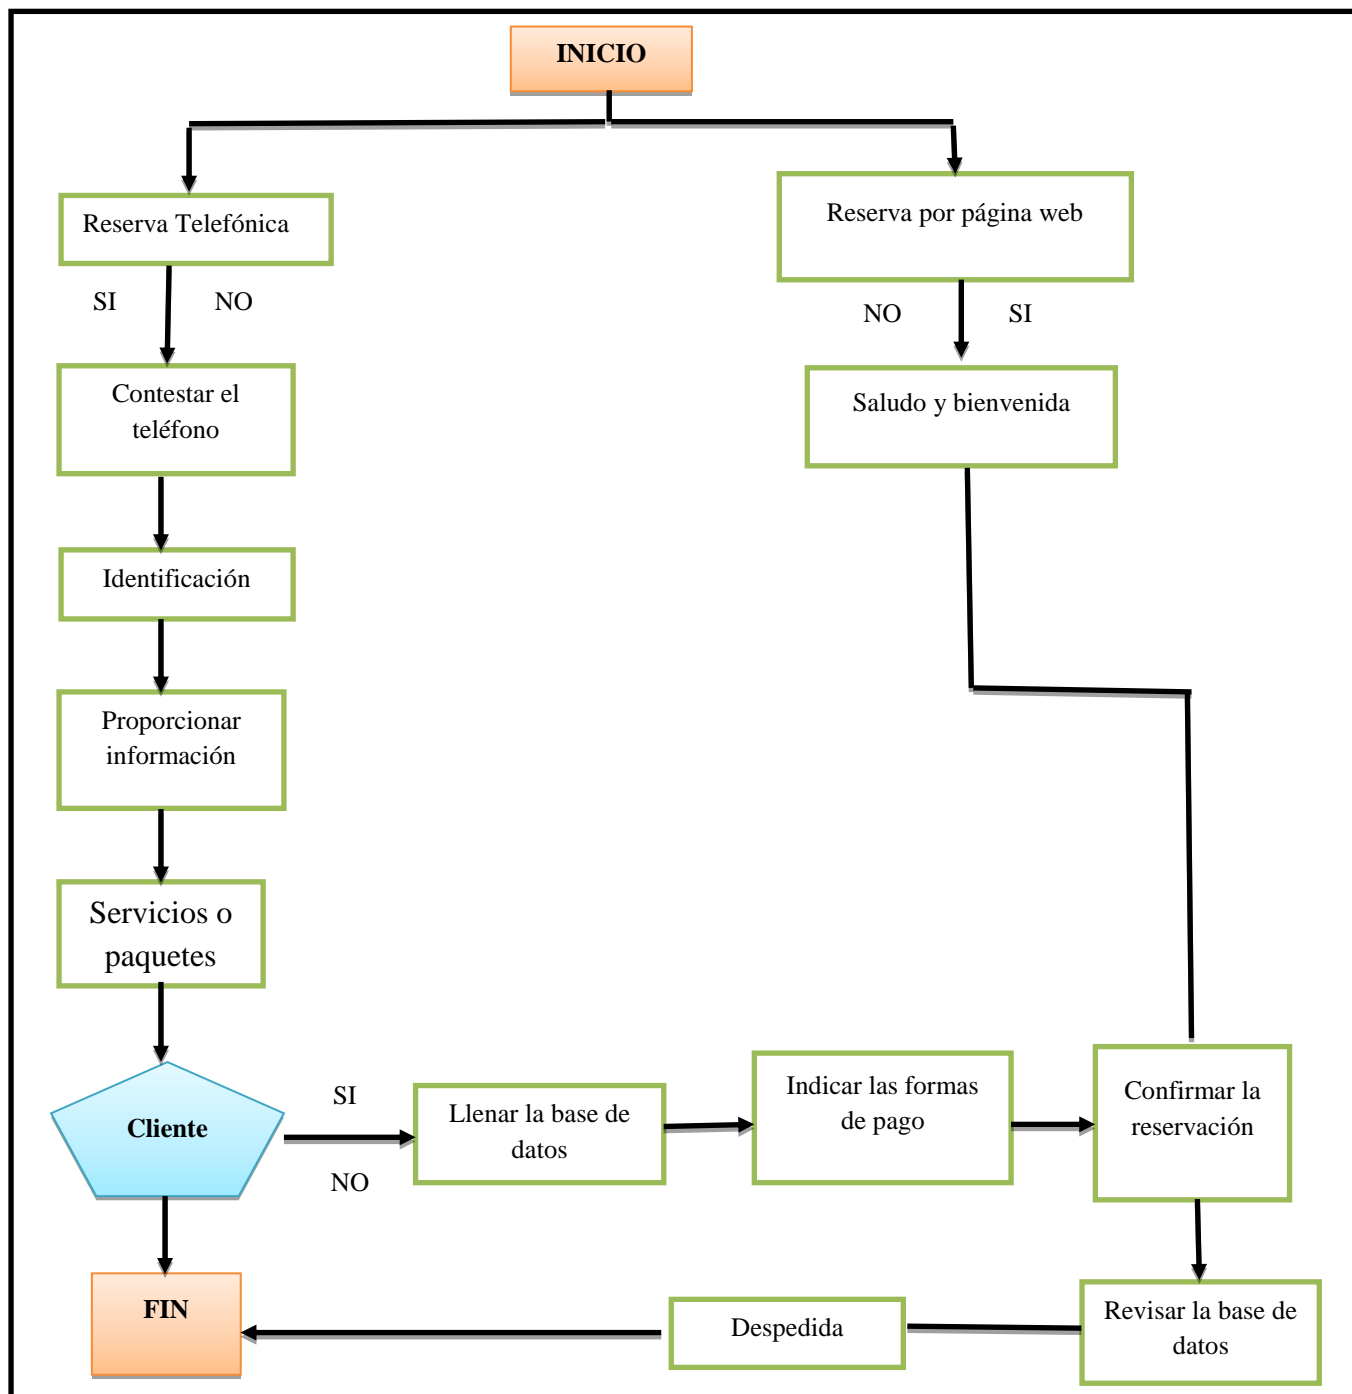 INICIO
Reserva Telefónica
Reserva por página web
SI
NO
NO
SI
Contestar el
teléfono
Saludo y bienvenida
Identificación
Proporcionar
información
Servicios o
paquetes
Cliente
SI
NO
Llenar la base de
datos
Indicar las formas
de pago
Confirmar la
reservación
FIN
Despedida
Revisar la base de
datos